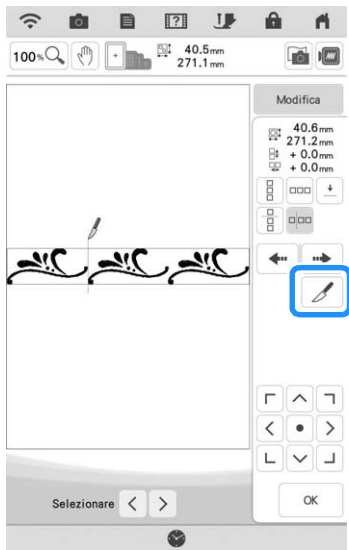 100%
40.5mm
271.1mm
Modifica
40.6mm
271.2mm
+ 0.0mm
+ 0.0mm
Selezionare
OK